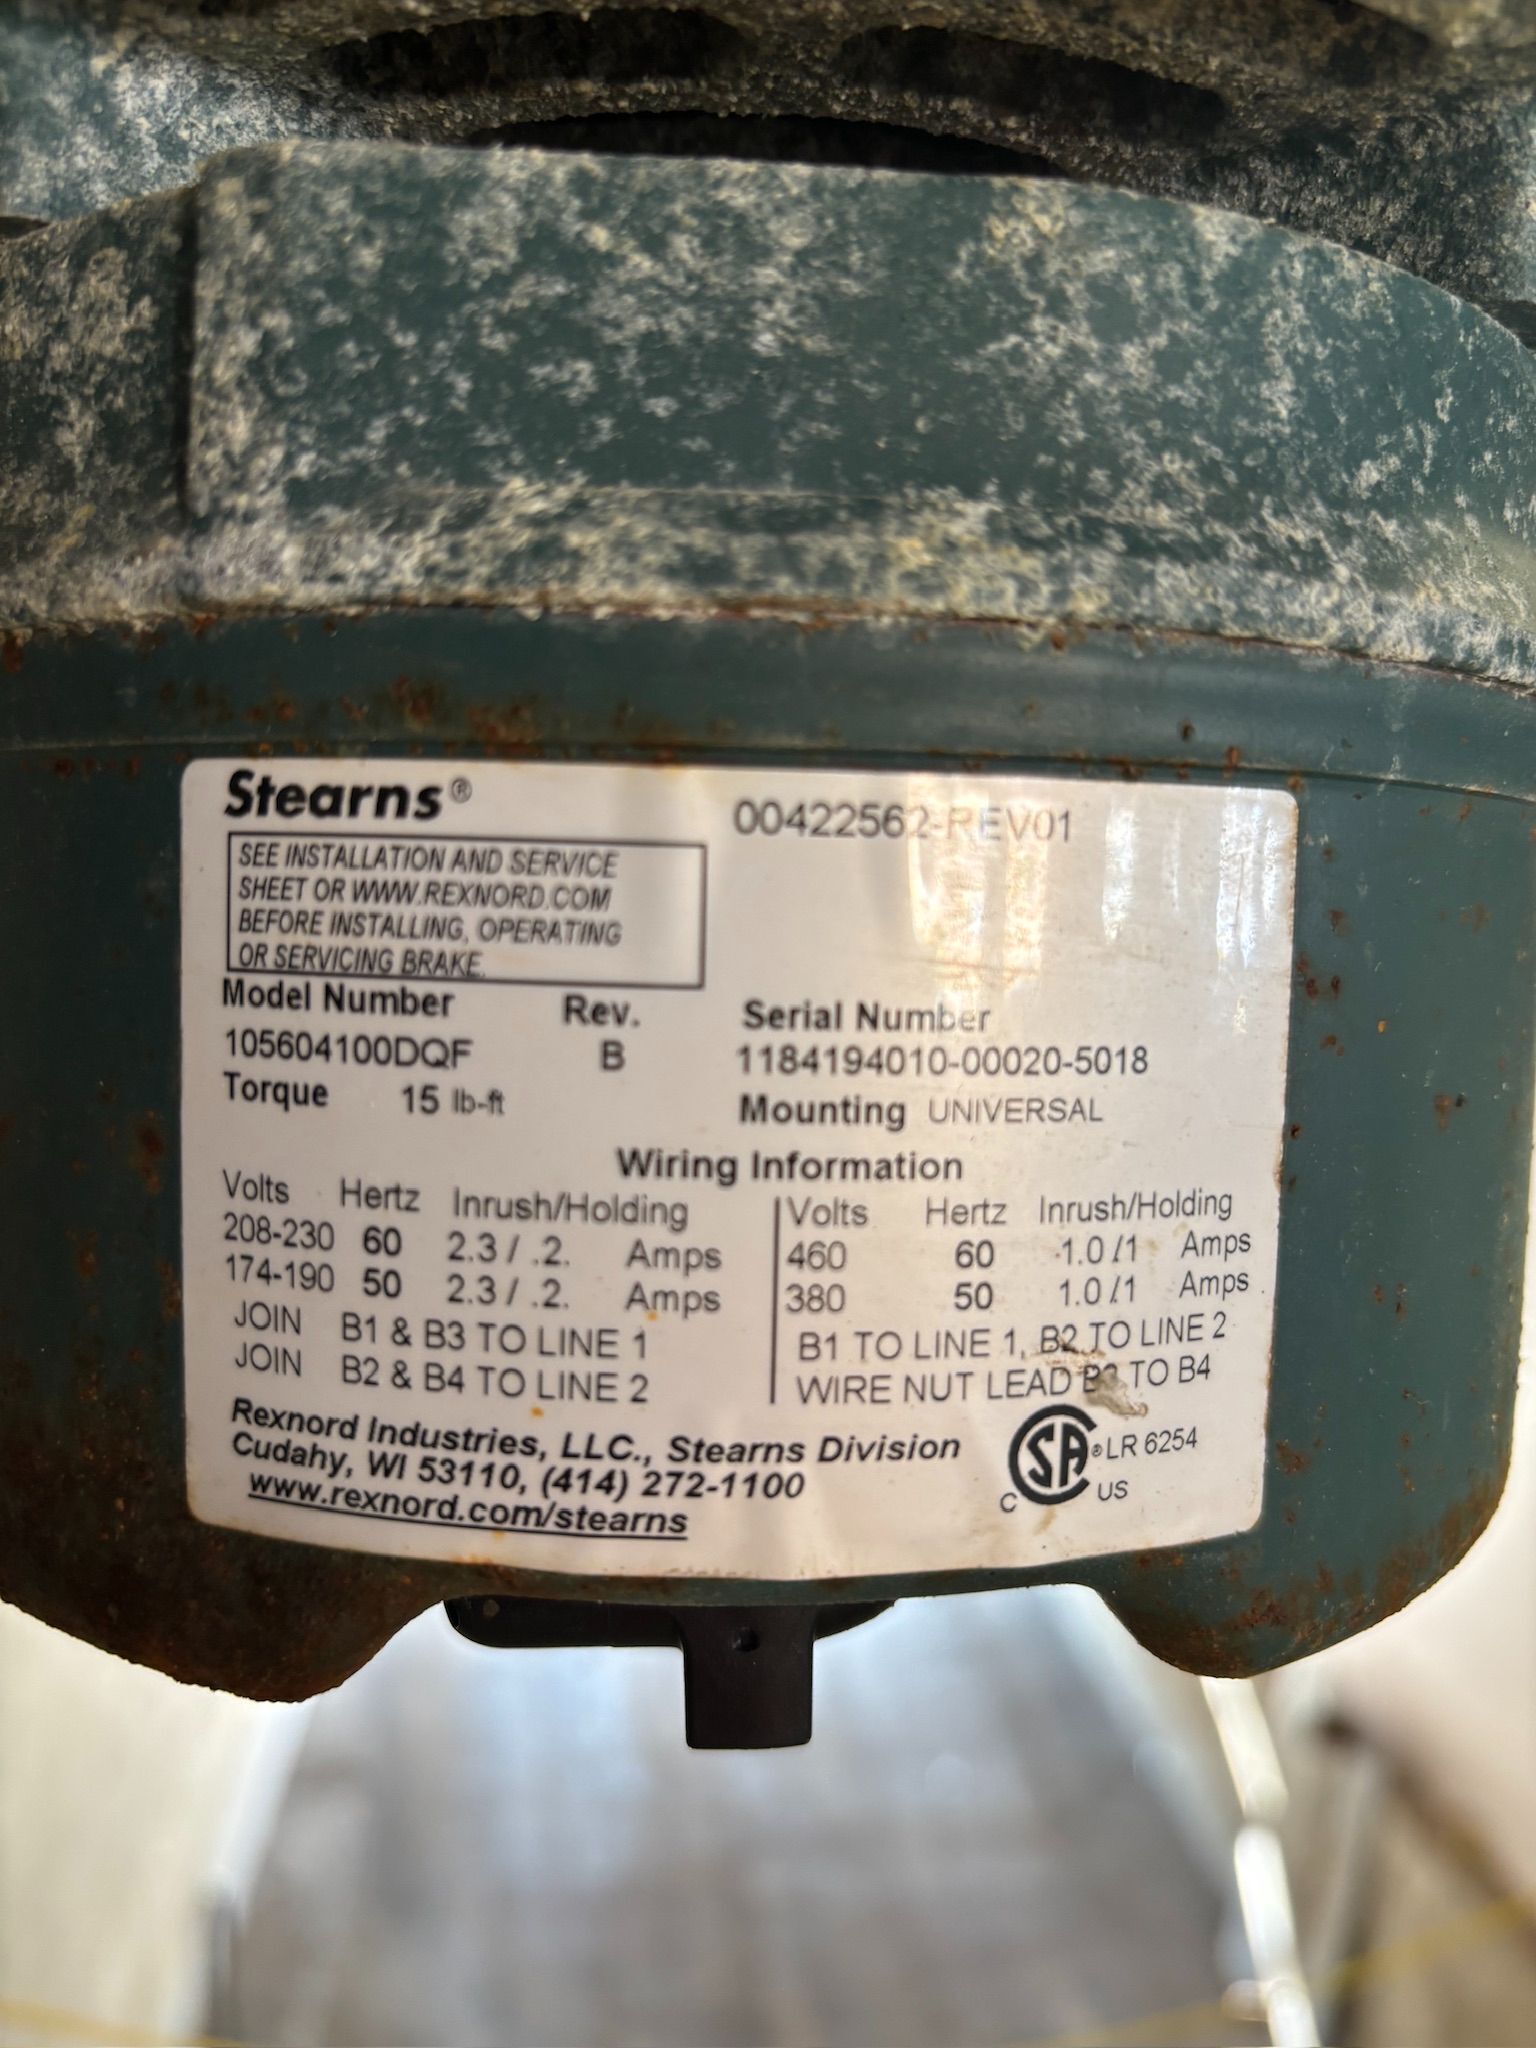 Stearns®
00422562-REV01
SEE INSTALLATION AND SERVICE
SHEET OR WWW.REXNORD.COM
BEFORE INSTALLING, OPERATING
OR SERVICING BRAKE.
Model Number Rev. Serial Number
105604100DQF B 1184194010-00020-5018
Torque 15 lb-ft Mounting UNIVERSAL
Wiring Information
Volts Hertz Inrush/Holding
208-230 60 2.3 / .2. Amps
174-190 50 2.3 / .2. Amps
JOIN B1 & B3 TO LINE 1
JOIN B2 & B4 TO LINE 2
Volts Hertz Inrush/Holding
460 60 1.0 /.1 Amps
380 50 1.0 /.1 Amps
B1 TO LINE 1, B2 TO LINE 2
WIRE NUT LEAD B3 TO B4
Rexnord Industries, LLC., Stearns Division
Cudahy, WI 53110, (414) 272-1100
www.rexnord.com/stearns
C SA ® US LR 6254